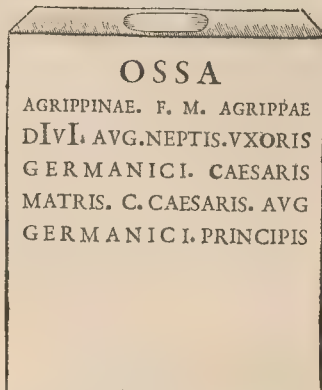 OSSA
AGRIPPINAE. F. M. AGRIPPAE
DIVI. AVG. NEPTIS. VXORIS
GERMANICI. CAESARIS
MATRIS. C. CAESARIS. AVG
GERMANICI. PRINCIPIS